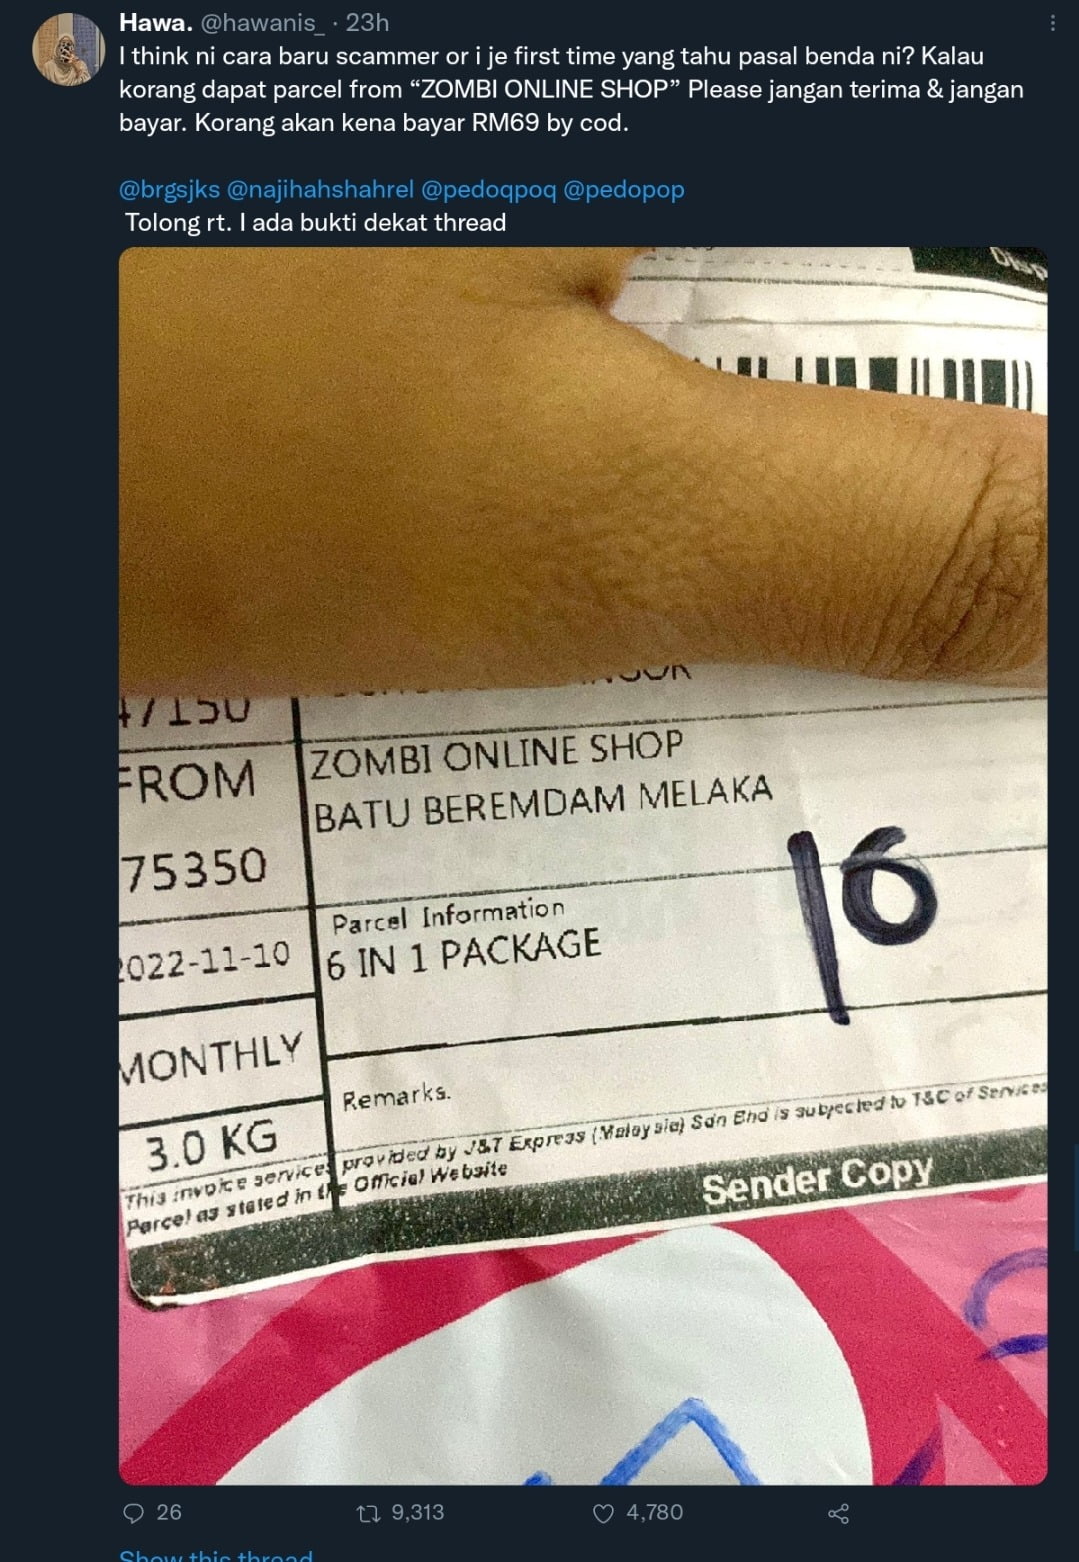 Hawa. @hawanis_ · 23h
I think ni cara baru scammer or i je first time yang tahu pasal benda ni? Kalau
korang dapat parcel from “ZOMBI ONLINE SHOP” Please jangan terima & jangan
bayar. Korang akan kena bayar RM69 by cod.
@brgsjks @najihahshahrel @pedoqpoq @pedopop
Tolong rt. I ada bukti dekat thread
47150
FROM
ZOMBI ONLINE SHOP
BATU BEREMDAM MELAKA
75350
16
Parcel Information
2022-11-10
6 IN 1 PACKAGE
MONTHLY
Remarks.
3.0 KG
This invoice services provided by J&T Express (Malaysia) Sdn Bhd is subjected to T&C of Services
Parcel as stated in the Official Website
Sender Copy
26
9,313
4,780
Show this thread